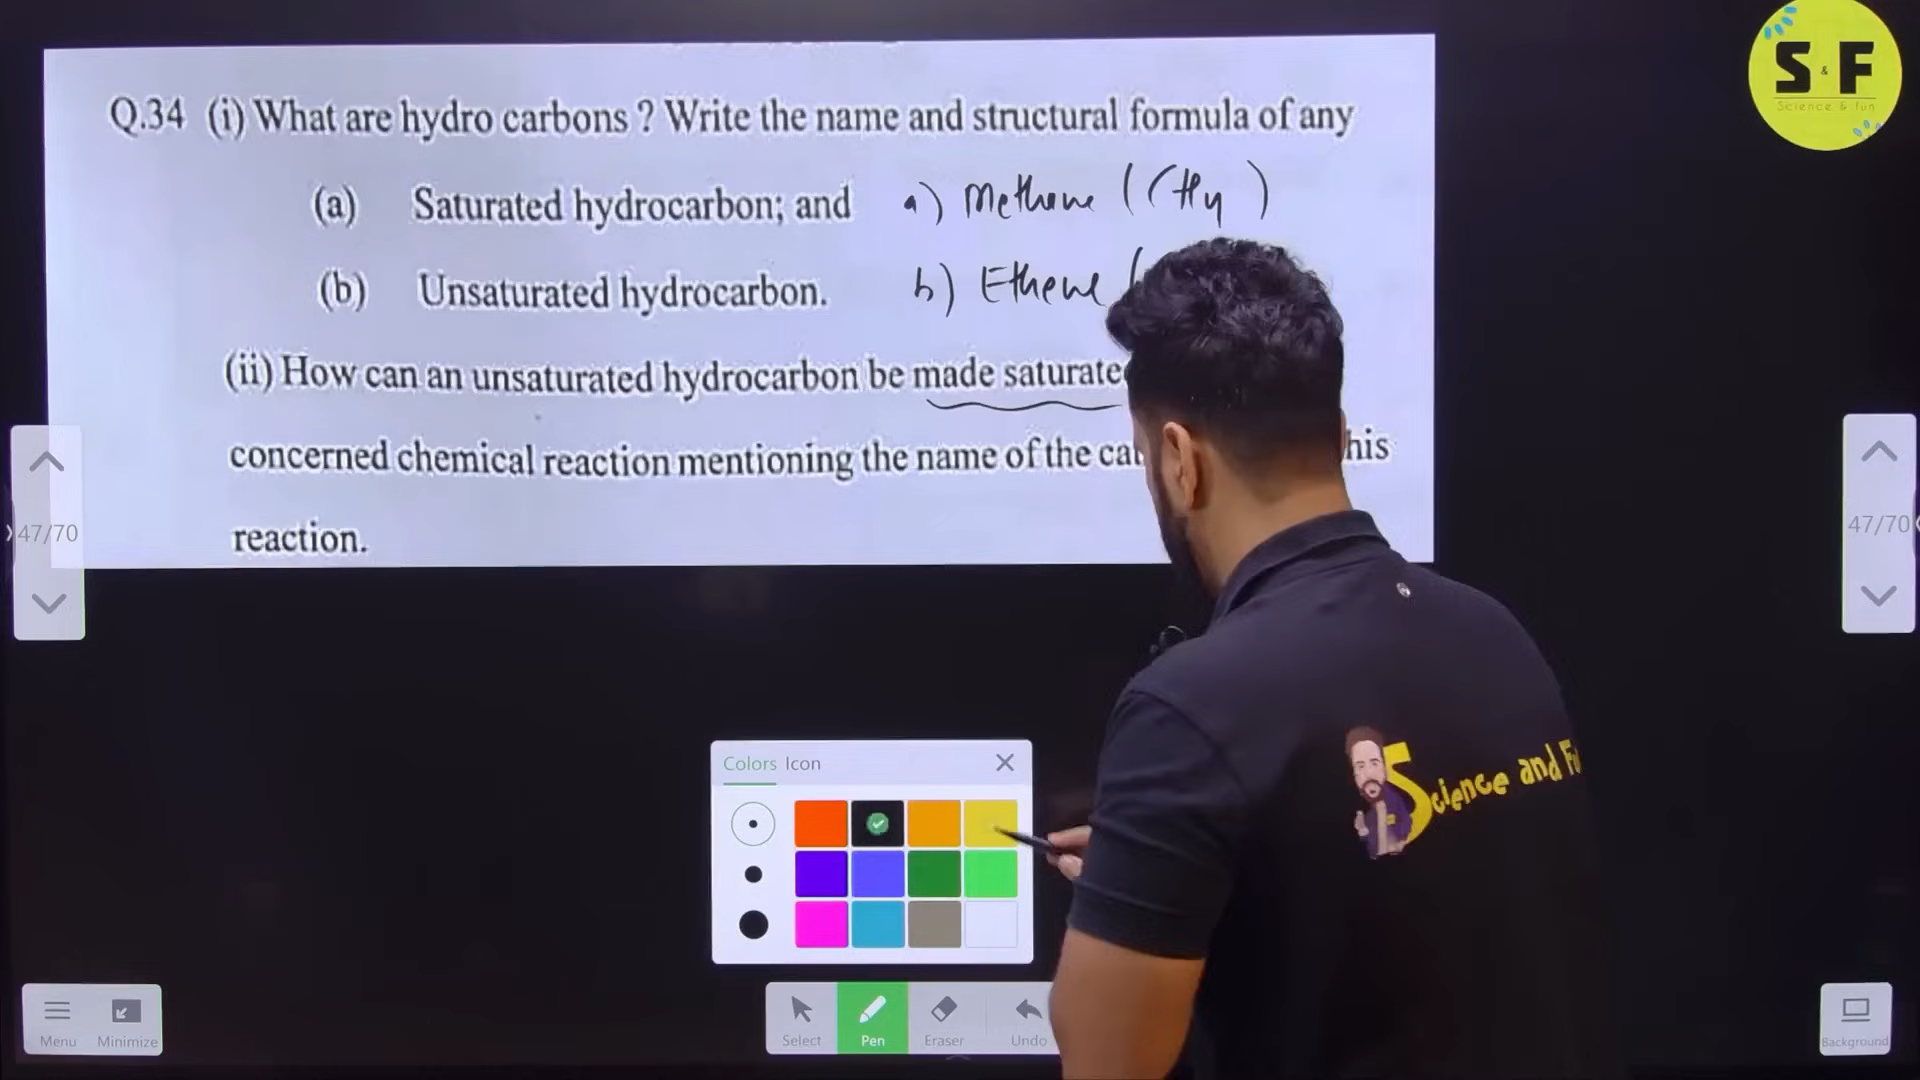 S & F
Science & fun
Q.34 (i) What are hydro carbons ? Write the name and structural formula of any
(a) Saturated hydrocarbon; and
a) Methane (CH4)
(b) Unsaturated hydrocarbon.
b) Ethene (
(ii) How can an unsaturated hydrocarbon be made saturate
concerned chemical reaction mentioning the name of the his
reaction.
47/70
47/70
Colors Icon
Science and
Menu Minimize
Select Pen Eraser Undo
Background